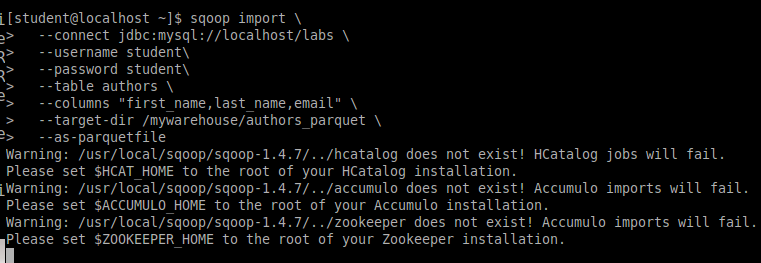 [student@localhost ~]$ sqoop import \
>   --connect jdbc:mysql://localhost/labs \
>   --username student\
>   --password student\
>   --table authors \
>   --columns "first_name,last_name,email" \
>   --target-dir /mywarehouse/authors_parquet \
>   --as-parquetfile
Warning: /usr/local/sqoop/sqoop-1.4.7/../hcatalog does not exist! HCatalog jobs will fail.
Please set $HCAT_HOME to the root of your HCatalog installation.
Warning: /usr/local/sqoop/sqoop-1.4.7/../accumulo does not exist! Accumulo imports will fail.
Please set $ACCUMULO_HOME to the root of your Accumulo installation.
Warning: /usr/local/sqoop/sqoop-1.4.7/../zookeeper does not exist! Accumulo imports will fail.
Please set $ZOOKEEPER_HOME to the root of your Zookeeper installation.